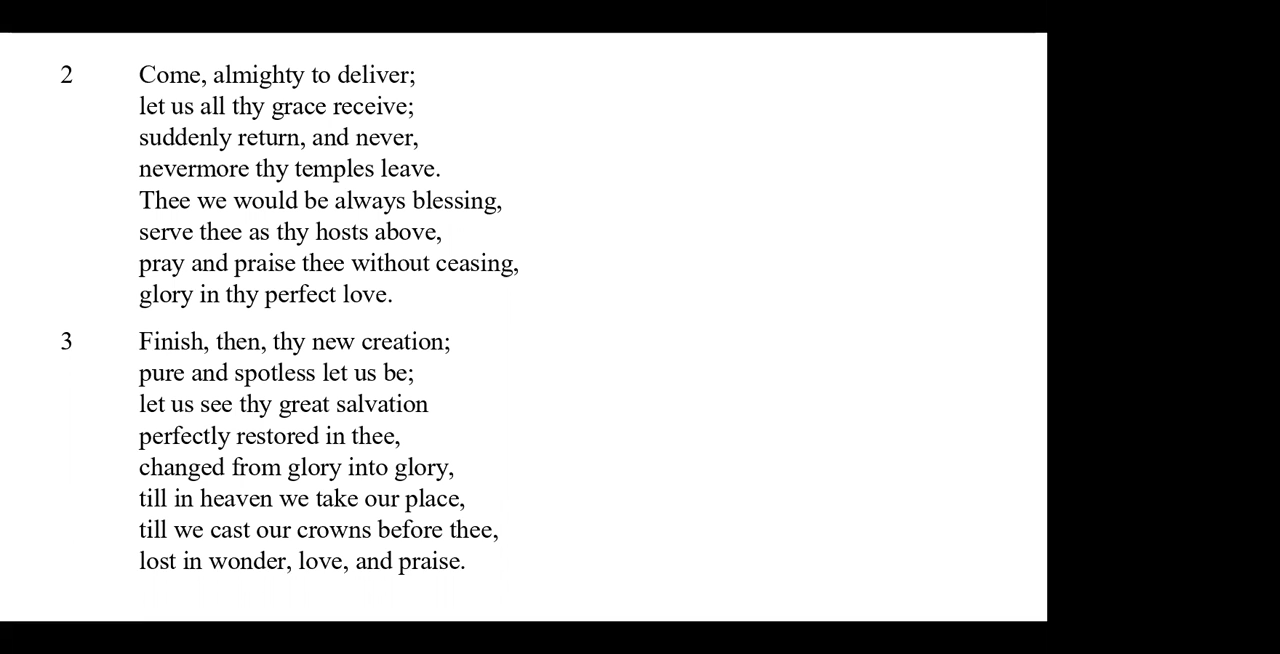 2 Come, almighty to deliver;
let us all thy grace receive;
suddenly return, and never,
nevermore thy temples leave.
Thee we would be always blessing,
serve thee as thy hosts above,
pray and praise thee without ceasing,
glory in thy perfect love.
3 Finish, then, thy new creation;
pure and spotless let us be;
let us see thy great salvation
perfectly restored in thee,
changed from glory into glory,
till in heaven we take our place,
till we cast our crowns before thee,
lost in wonder, love, and praise.